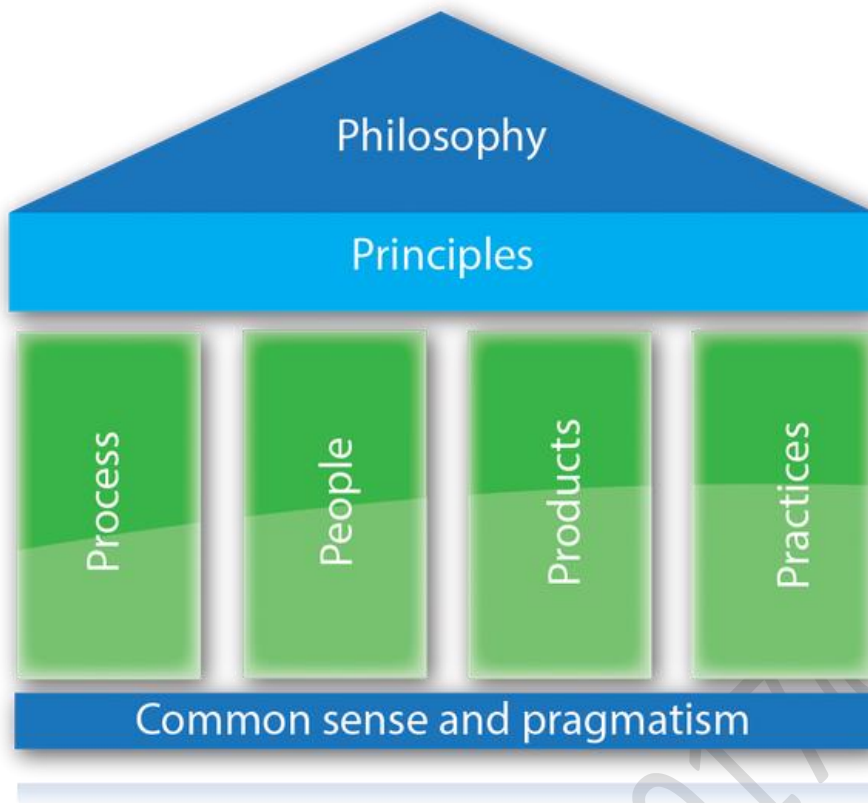 Philosophy
Principles
Process
People
Products
Practices
Common sense and pragmatism